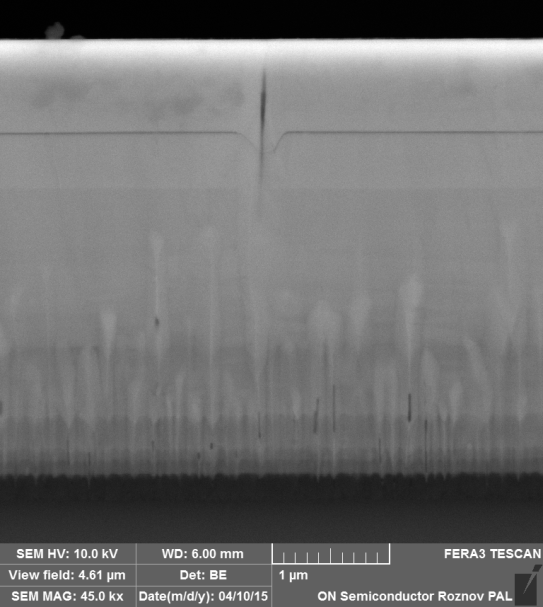 SEM HV: 10.0 kV WD: 6.00 mm FERA3 TESCAN
View field: 4.61 µm Det: BE 1 µm
SEM MAG: 45.0 kx Date(m/d/y): 04/10/15 ON Semiconductor Roznov PAL